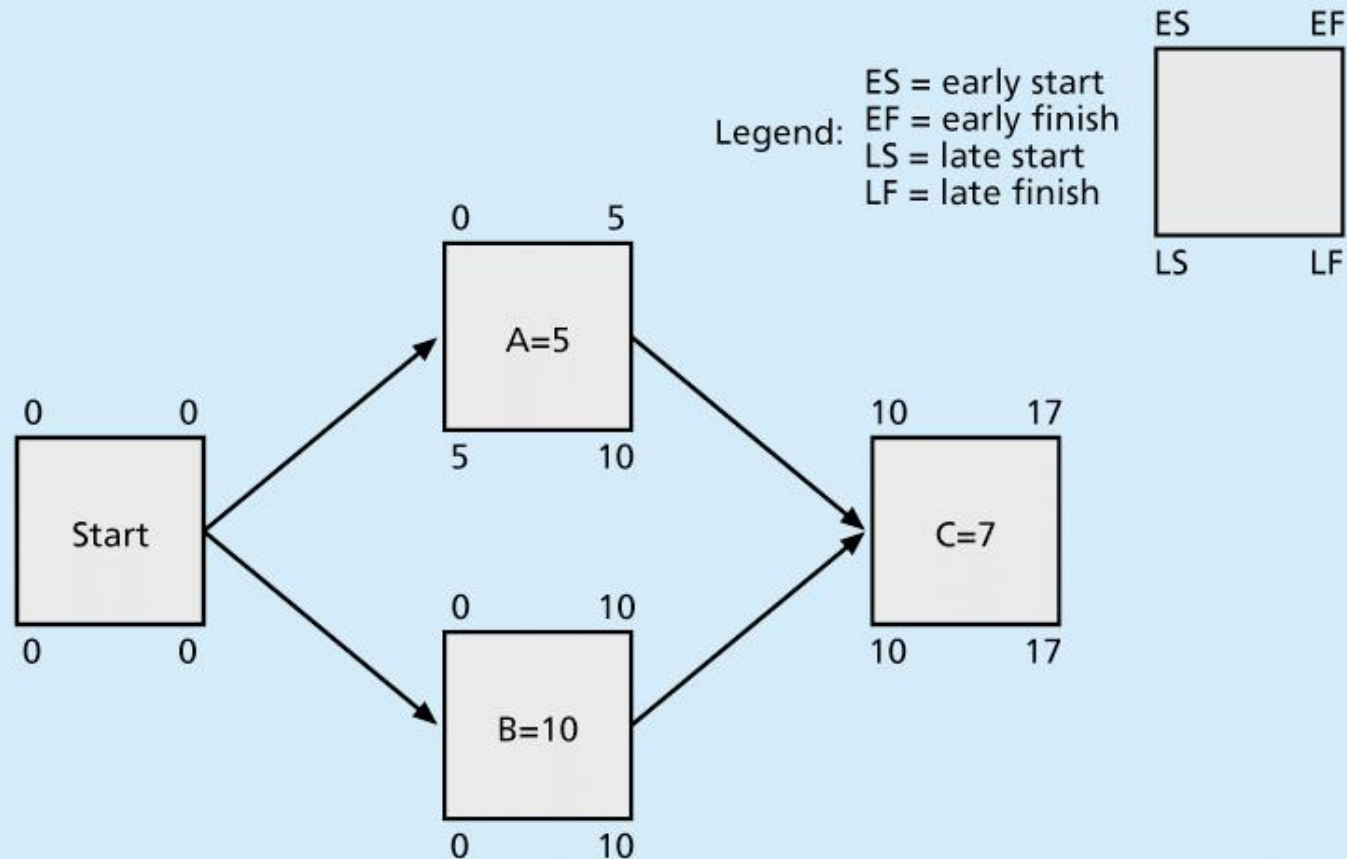 ES EF
Legend:
ES = early start
EF = early finish
LS = late start
LF = late finish
LS LF
0 5
A=5
5 10
0 0
Start
0 0
0 10
B=10
0 10
10 17
C=7
10 17